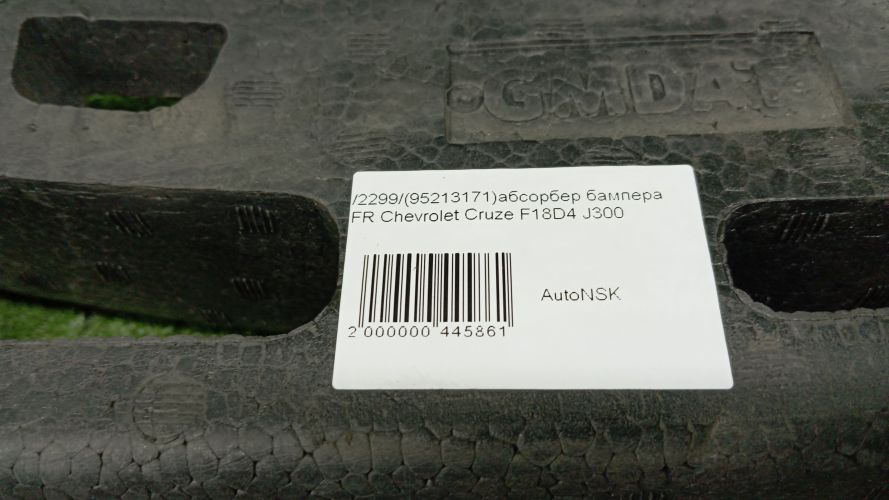 GMDAT
/2299/(95213171)абсорбер бампера
FR Chevrolet Cruze F18D4 J300
AutoNSK
2 000000 445861